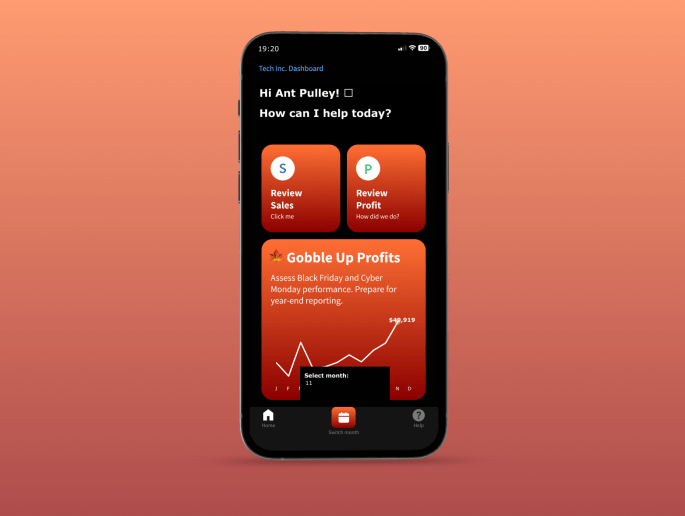 19:20
90
Tech inc. Dashboard
Hi Ant Pulley! □
How can I help today?
S
P
Review
Sales
Click me
Review
Profit
How did we do?
🍁 Gobble Up Profits
Assess Black Friday and Cyber
Monday performance. Prepare for
year-end reporting.
J F N D
Select month:
11
Home
Switch month
?
Help